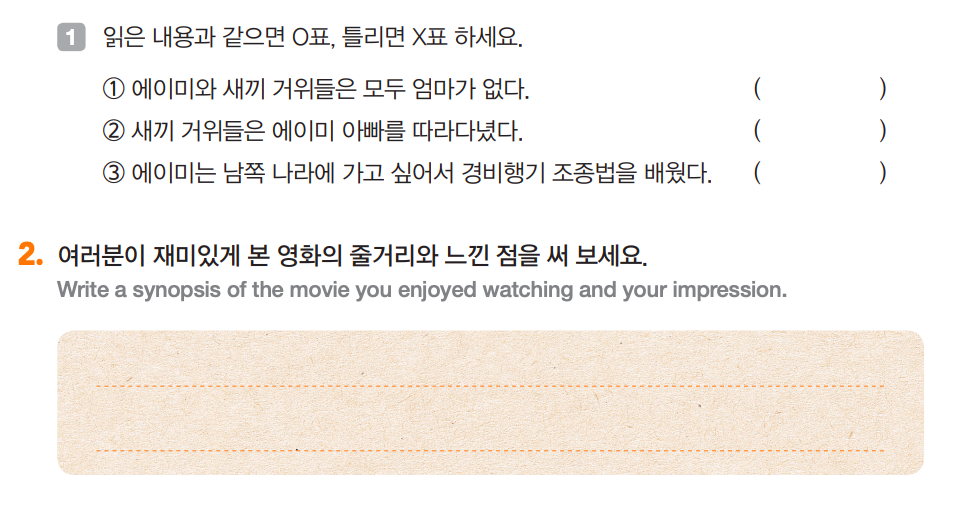 1 읽은 내용과 같으면 O표, 틀리면 X표 하세요.
① 에이미와 새끼 거위들은 모두 엄마가 없다. ( )
② 새끼 거위들은 에이미 아빠를 따라다녔다. ( )
③ 에이미는 남쪽 나라에 가고 싶어서 경비행기 조종법을 배웠다. ( )
2. 여러분이 재미있게 본 영화의 줄거리와 느낀 점을 써 보세요.
Write a synopsis of the movie you enjoyed watching and your impression.